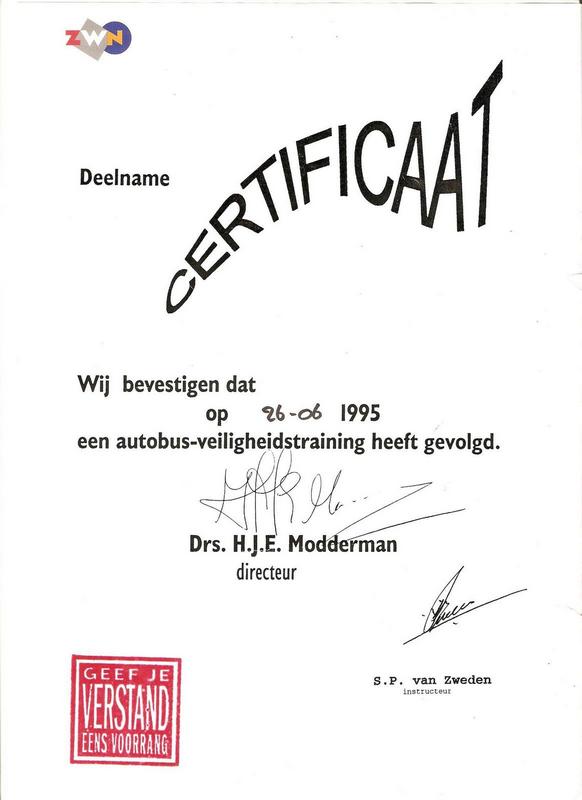 ZWN
Deelname
CERTIFICAAT
Wij bevestigen dat
op 26-06 1995
een autobus-veiligheidstraining heeft gevolgd.
Drs. H.J.E. Modderman
directeur
S.P. van Zweden
instructeur
GEEF JE
VERSTAND
EENS VOORRANG